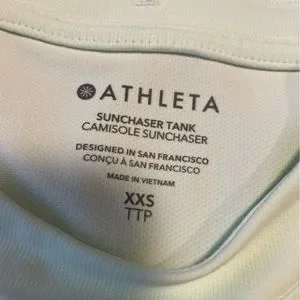 ATHLETA
SUNCHASER TANK
CAMISOLE SUNCHASER
DESIGNED IN SAN FRANCISCO
CONÇU À SAN FRANCISCO
MADE IN VIETNAM
XXS
TTP